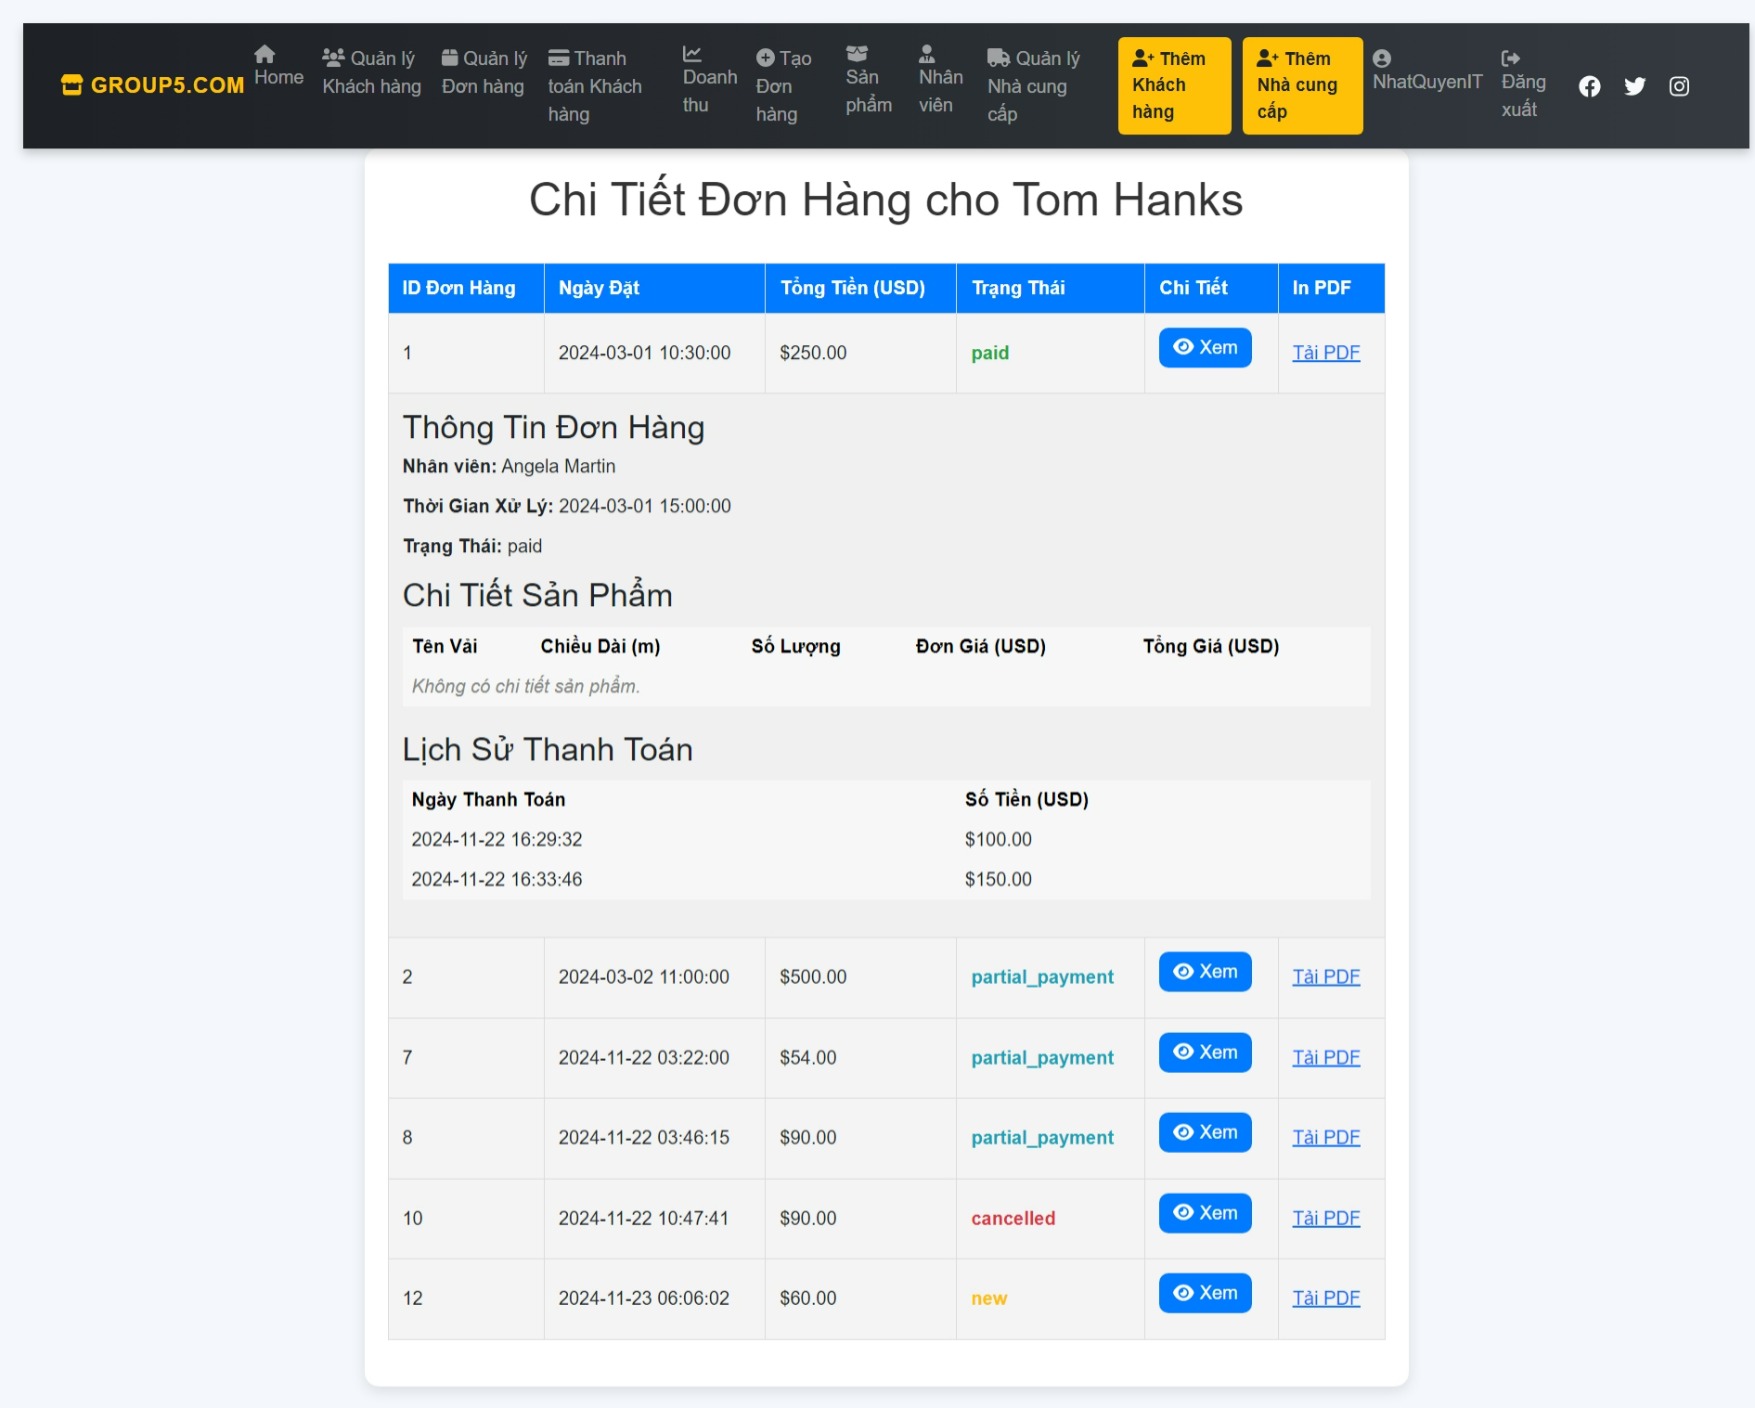 GROUP5.COM
Home
Quản lý
Khách hàng
Quản lý
Đơn hàng
Thanh
toán Khách
hàng
Doanh
thu
Tạo
Đơn
hàng
Sản
phẩm
Nhân
viên
Quản lý
Nhà cung
cấp
Thêm
Khách
hàng
Thêm
Nhà cung
cấp
NhatQuyenIT
Đăng
xuất
Chi Tiết Đơn Hàng cho Tom Hanks
ID Đơn Hàng Ngày Đặt Tổng Tiền (USD) Trạng Thái Chi Tiết In PDF
1 2024-03-01 10:30:00 $250.00 paid Xem Tải PDF
Thông Tin Đơn Hàng
Nhân viên: Angela Martin
Thời Gian Xử Lý: 2024-03-01 15:00:00
Trạng Thái: paid
Chi Tiết Sản Phẩm
Tên Vải Chiều Dài (m) Số Lượng Đơn Giá (USD) Tổng Giá (USD)
Không có chi tiết sản phẩm.
Lịch Sử Thanh Toán
Ngày Thanh Toán Số Tiền (USD)
2024-11-22 16:29:32 $100.00
2024-11-22 16:33:46 $150.00
2 2024-03-02 11:00:00 $500.00 partial_payment Xem Tải PDF
7 2024-11-22 03:22:00 $54.00 partial_payment Xem Tải PDF
8 2024-11-22 03:46:15 $90.00 partial_payment Xem Tải PDF
10 2024-11-22 10:47:41 $90.00 cancelled Xem Tải PDF
12 2024-11-23 06:06:02 $60.00 new Xem Tải PDF